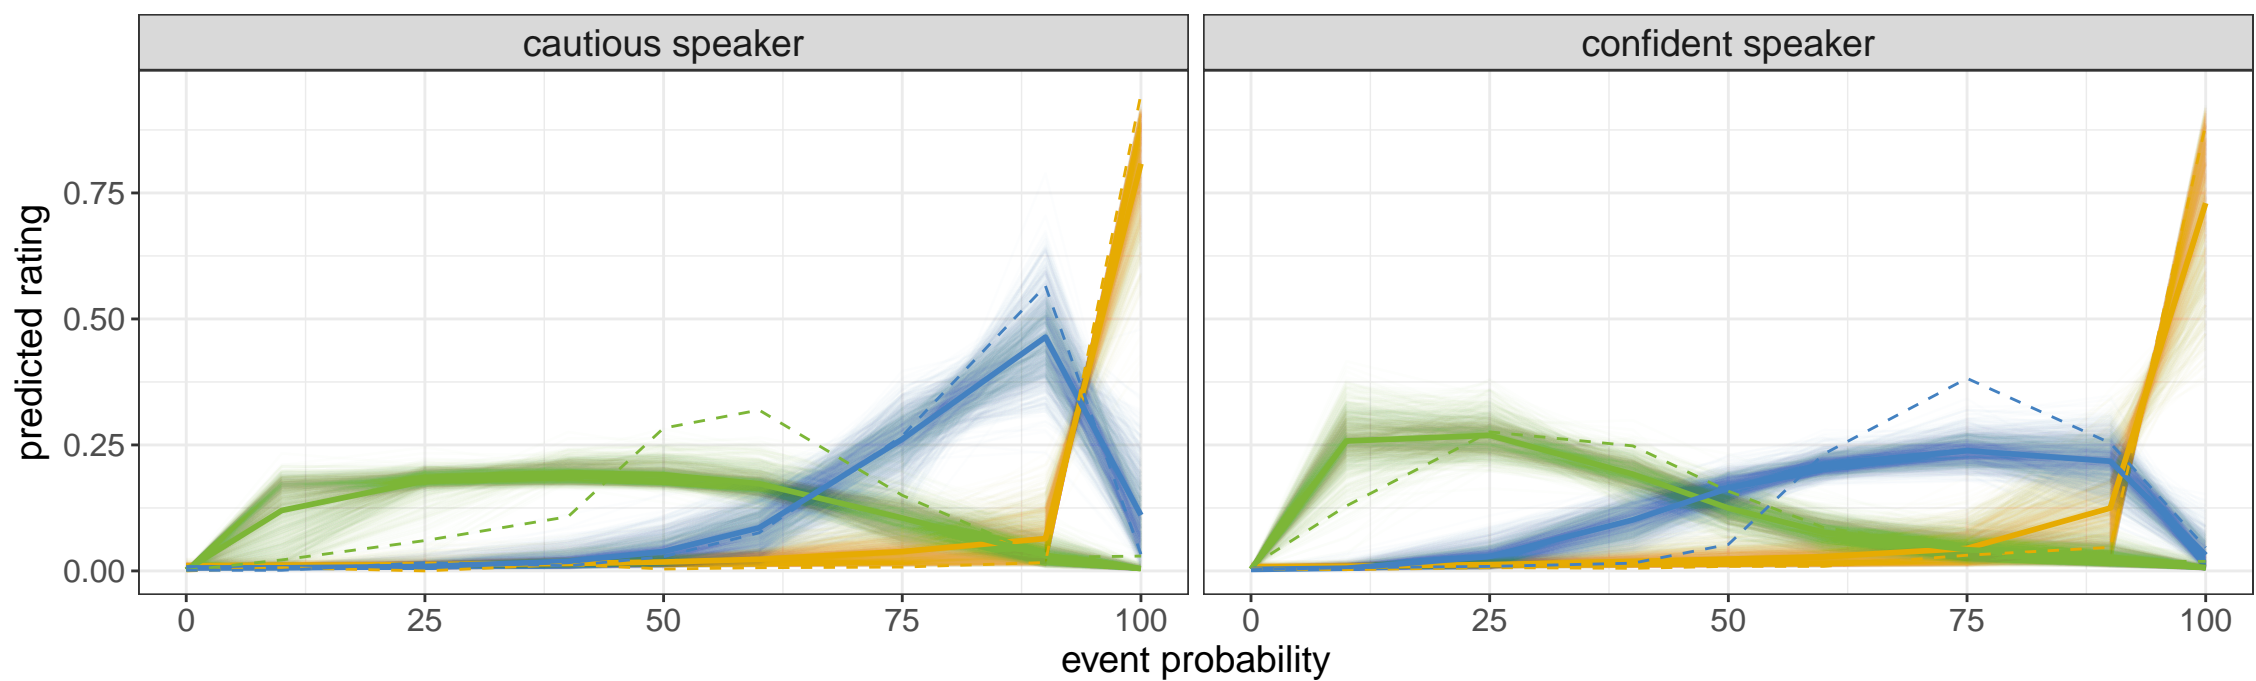 cautious speaker
confident speaker
predicted rating
0.75
0.50
0.25
0.00
0 25 50 75 100
0 25 50 75 100
event probability